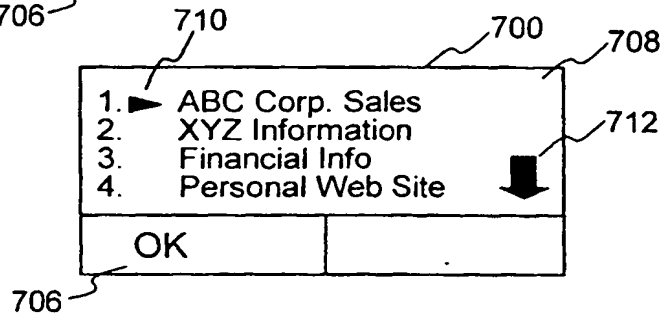 706
710
700
708
1. ABC Corp. Sales
2. XYZ Information
712
3. Financial Info
4. Personal Web Site
OK
706